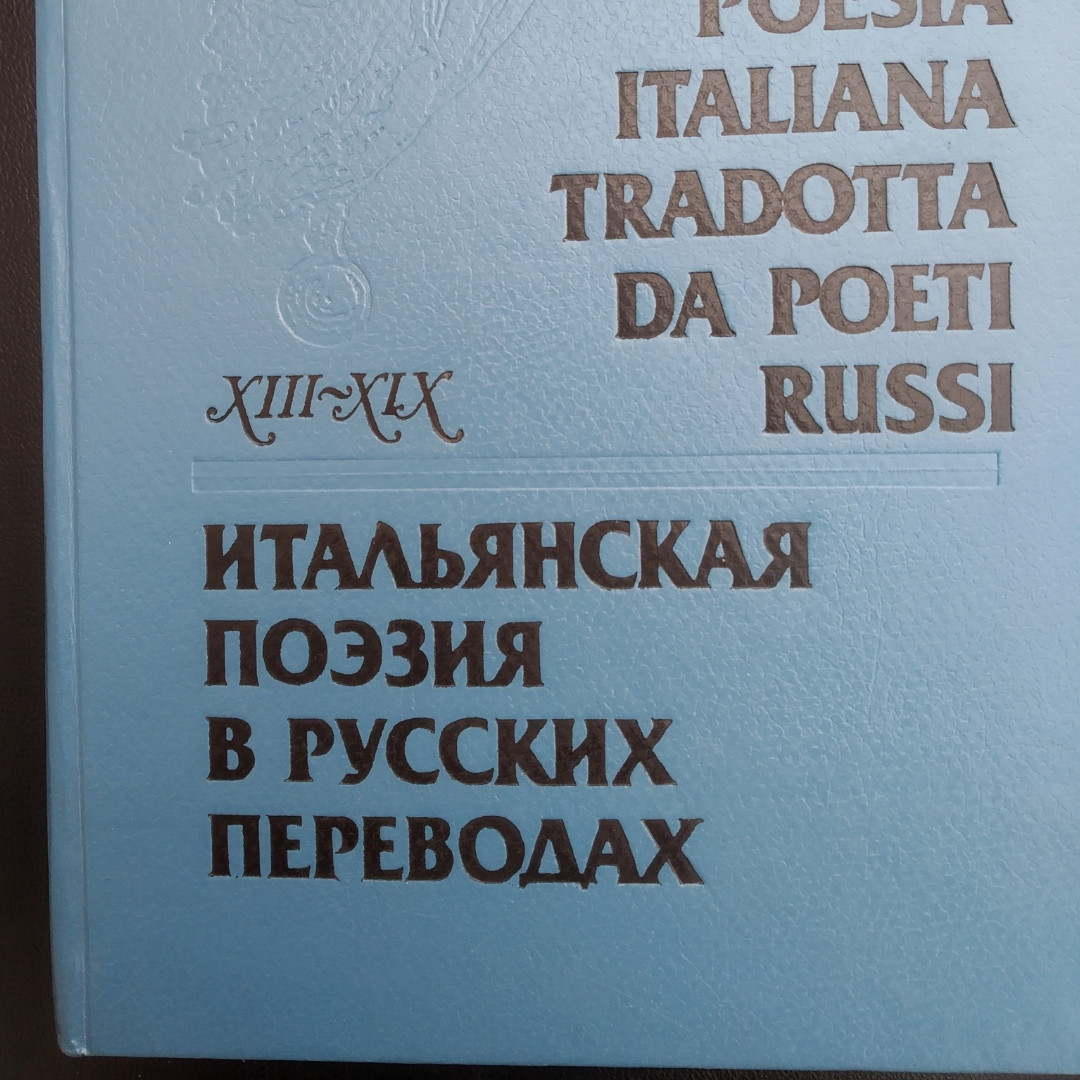 POESIA
ITALIANA
TRADOTTA
DA POETI
RUSSI
XIII~XIX
ИТАЛЬЯНСКАЯ
ПОЭЗИЯ
В РУССКИХ
ПЕРЕВОДАХ